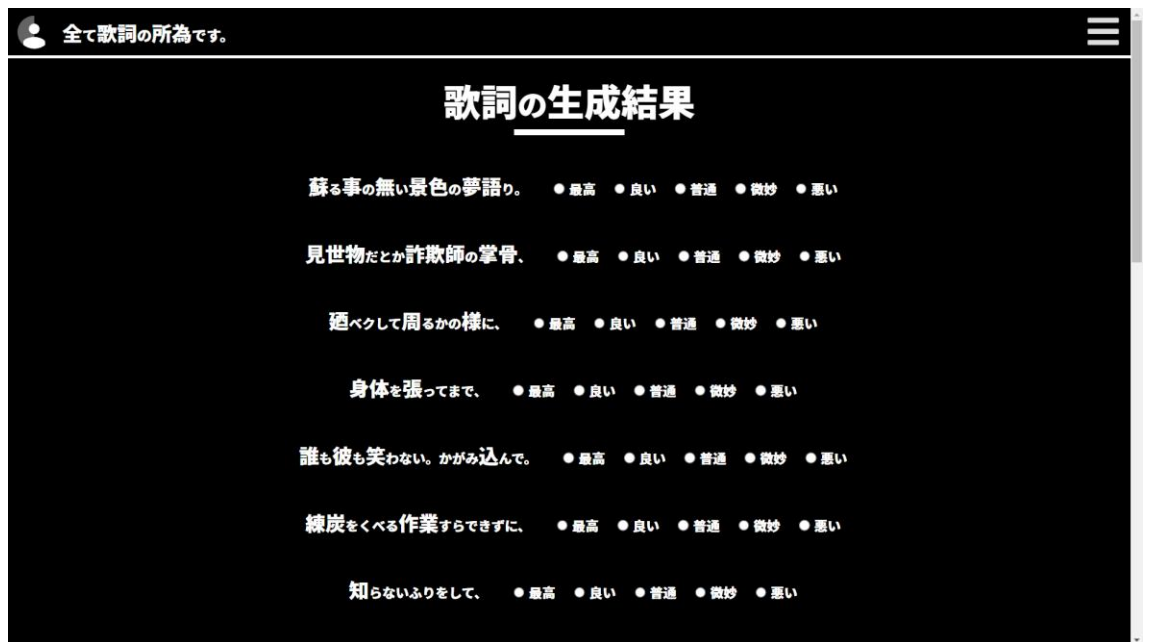 全て歌詞の所為です。
歌詞の生成結果
蘇る事の無い景色の夢語り。 最高 良い 普通 微妙 悪い
見世物だとか詐欺師の掌骨、 最高 良い 普通 微妙 悪い
廼ベクして周るかの様に、 最高 良い 普通 微妙 悪い
身体を張ってまで、 最高 良い 普通 微妙 悪い
誰も彼も笑わない。かがみ込んで。 最高 良い 普通 微妙 悪い
練炭をくべる作業すらできずに、 最高 良い 普通 微妙 悪い
知らないふりをして、 最高 良い 普通 微妙 悪い